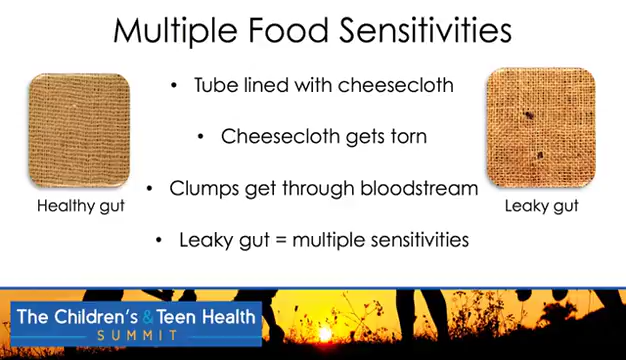 Multiple Food Sensitivities
• Tube lined with cheesecloth
• Cheesecloth gets torn
• Clumps get through bloodstream
• Leaky gut = multiple sensitivities
Healthy gut
Leaky gut
The Children's & Teen Health
SUMMIT